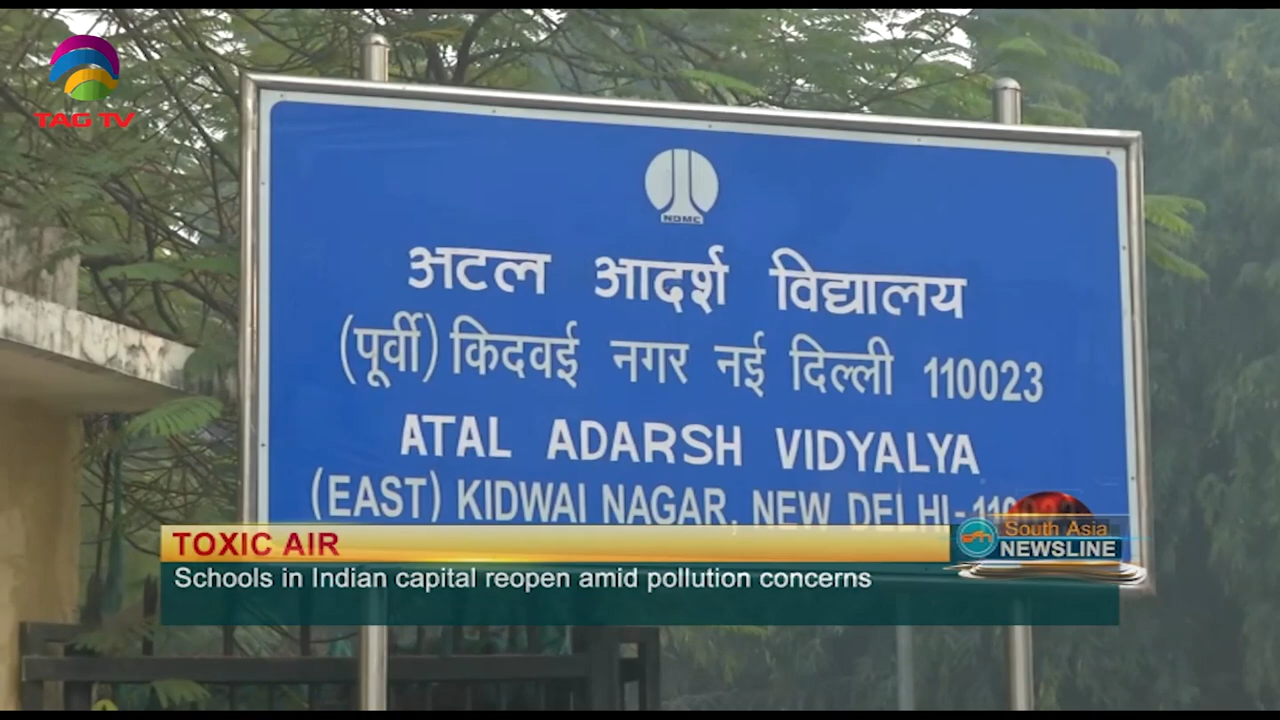 TAG TV
NDMC
अटल आदर्श विद्यालय
(पूर्वी) किदवई नगर नई दिल्ली 110023
ATAL ADARSH VIDYALYA
(EAST) KIDWAI NAGAR, NEW DELHI-
TOXIC AIR
South Asia
NEWSLINE
Schools in Indian capital reopen amid pollution concerns